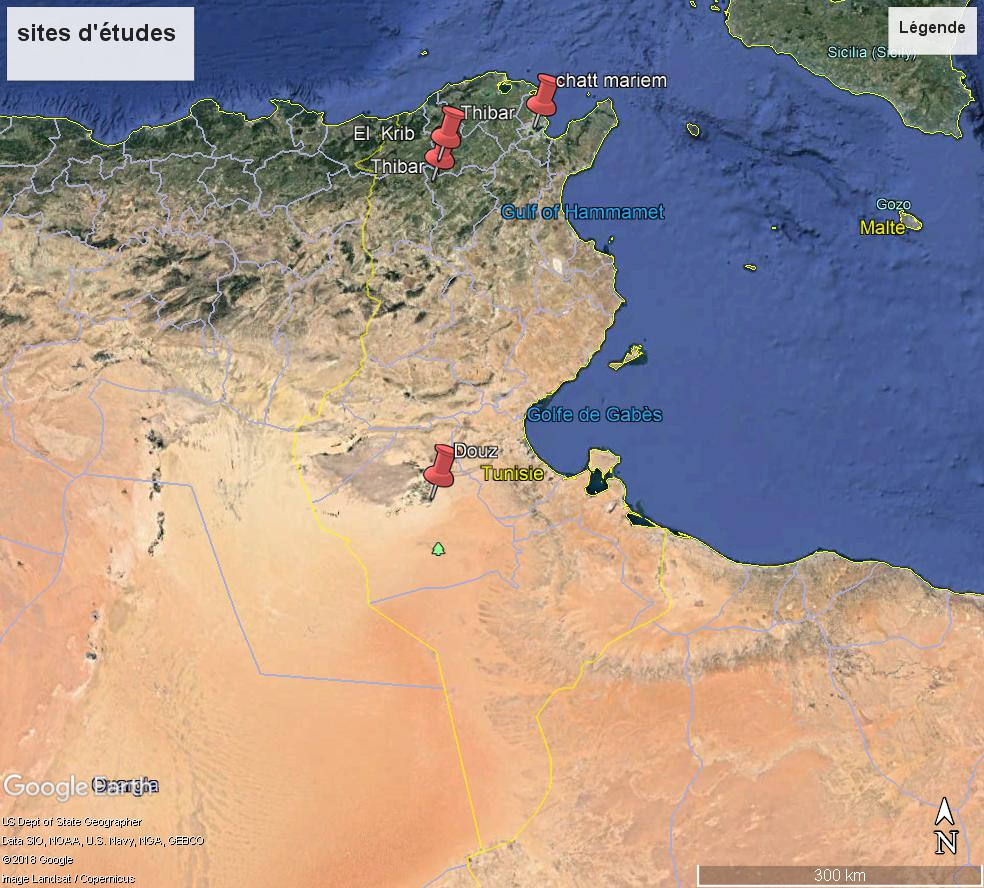 sites d'études
Légende
Sicilia (Sicily)
chatt mariem
Thibar
El Krib
Thibar
Gulf of Hammamet
Gozo
Malte
Golfe de Gabès
Douz
Tunisie
Google Earth
US Dept of State Geographer
Data SIO, NOAA, U.S. Navy, NGA, GEBCO
©2018 Google
Image Landsat / Copernicus
N
300 km